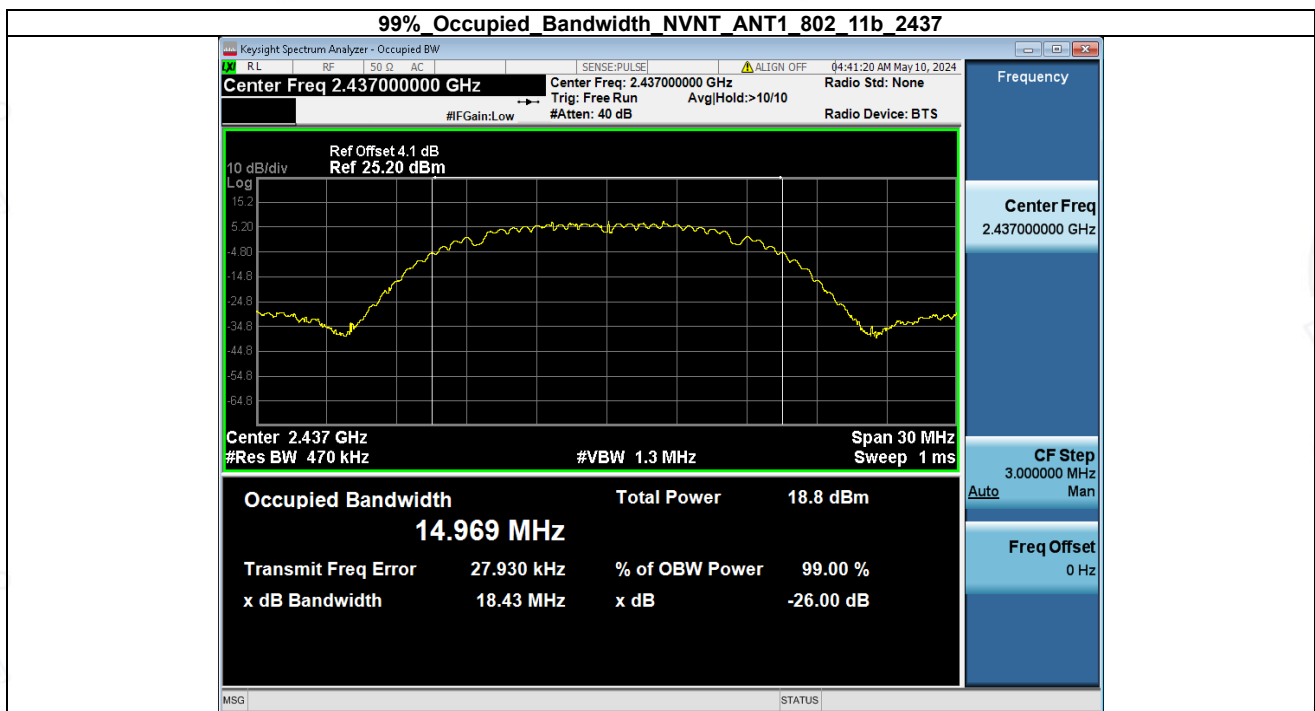 99%_Occupied_Bandwidth_NVNT_ANT1_802_11b_2437
Keysight Spectrum Analyzer - Occupied BW
LXI RL RF 50 Ω AC SENSE:PULSE ALIGN OFF 04:41:20 AM May 10, 2024
Center Freq 2.437000000 GHz
Center Freq: 2.437000000 GHz
Radio Std: None
Trig: Free Run Avg|Hold:>10/10
#IFGain:Low
#Atten: 40 dB
Radio Device: BTS
Frequency
Ref Offset 4.1 dB
10 dB/div Ref 25.20 dBm
Log
15.2
5.20
-4.80
-14.8
-24.8
-34.8
-44.8
-54.8
-64.8
Center 2.437 GHz Span 30 MHz
#Res BW 470 kHz #VBW 1.3 MHz Sweep 1 ms
Occupied Bandwidth Total Power 18.8 dBm
14.969 MHz
Transmit Freq Error 27.930 kHz % of OBW Power 99.00 %
x dB Bandwidth 18.43 MHz x dB -26.00 dB
Center Freq
2.437000000 GHz
CF Step
3.000000 MHz
Auto Man
Freq Offset
0 Hz
MSG STATUS